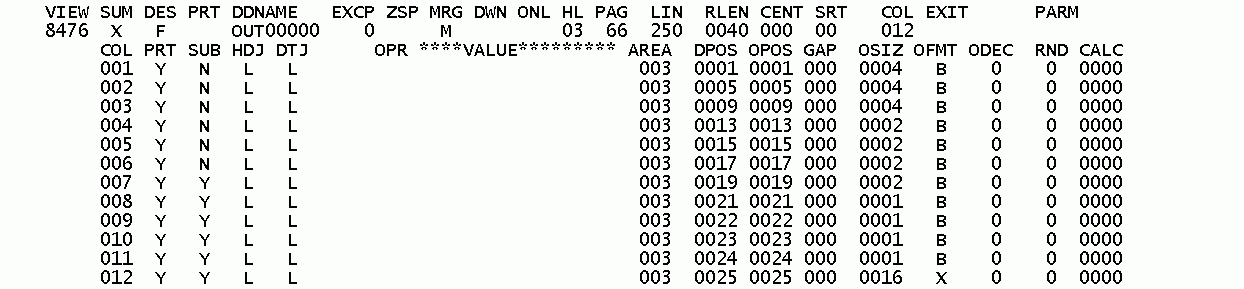 VIEW SUM DES PRT DDNAME EXCP ZSP MRG DWN ONL HL PAG LIN RLEN CENT SRT COL EXIT PARM
8476 X F OUT00000 0 M 03 66 250 0040 000 00 012
COL PRT SUB HDJ DTJ OPR ****VALUE********* AREA DPOS OPOS GAP OSIZ OFMT ODEC RND CALC
001 Y N L L 003 0001 0001 000 0004 B 0 0 0000
002 Y N L L 003 0005 0005 000 0004 B 0 0 0000
003 Y N L L 003 0009 0009 000 0004 B 0 0 0000
004 Y N L L 003 0013 0013 000 0002 B 0 0 0000
005 Y N L L 003 0015 0015 000 0002 B 0 0 0000
006 Y N L L 003 0017 0017 000 0002 B 0 0 0000
007 Y Y L L 003 0019 0019 000 0002 B 0 0 0000
008 Y Y L L 003 0021 0021 000 0001 B 0 0 0000
009 Y Y L L 003 0022 0022 000 0001 B 0 0 0000
010 Y Y L L 003 0023 0023 000 0001 B 0 0 0000
011 Y Y L L 003 0024 0024 000 0001 B 0 0 0000
012 Y Y L L 003 0025 0025 000 0016 X 0 0 0000